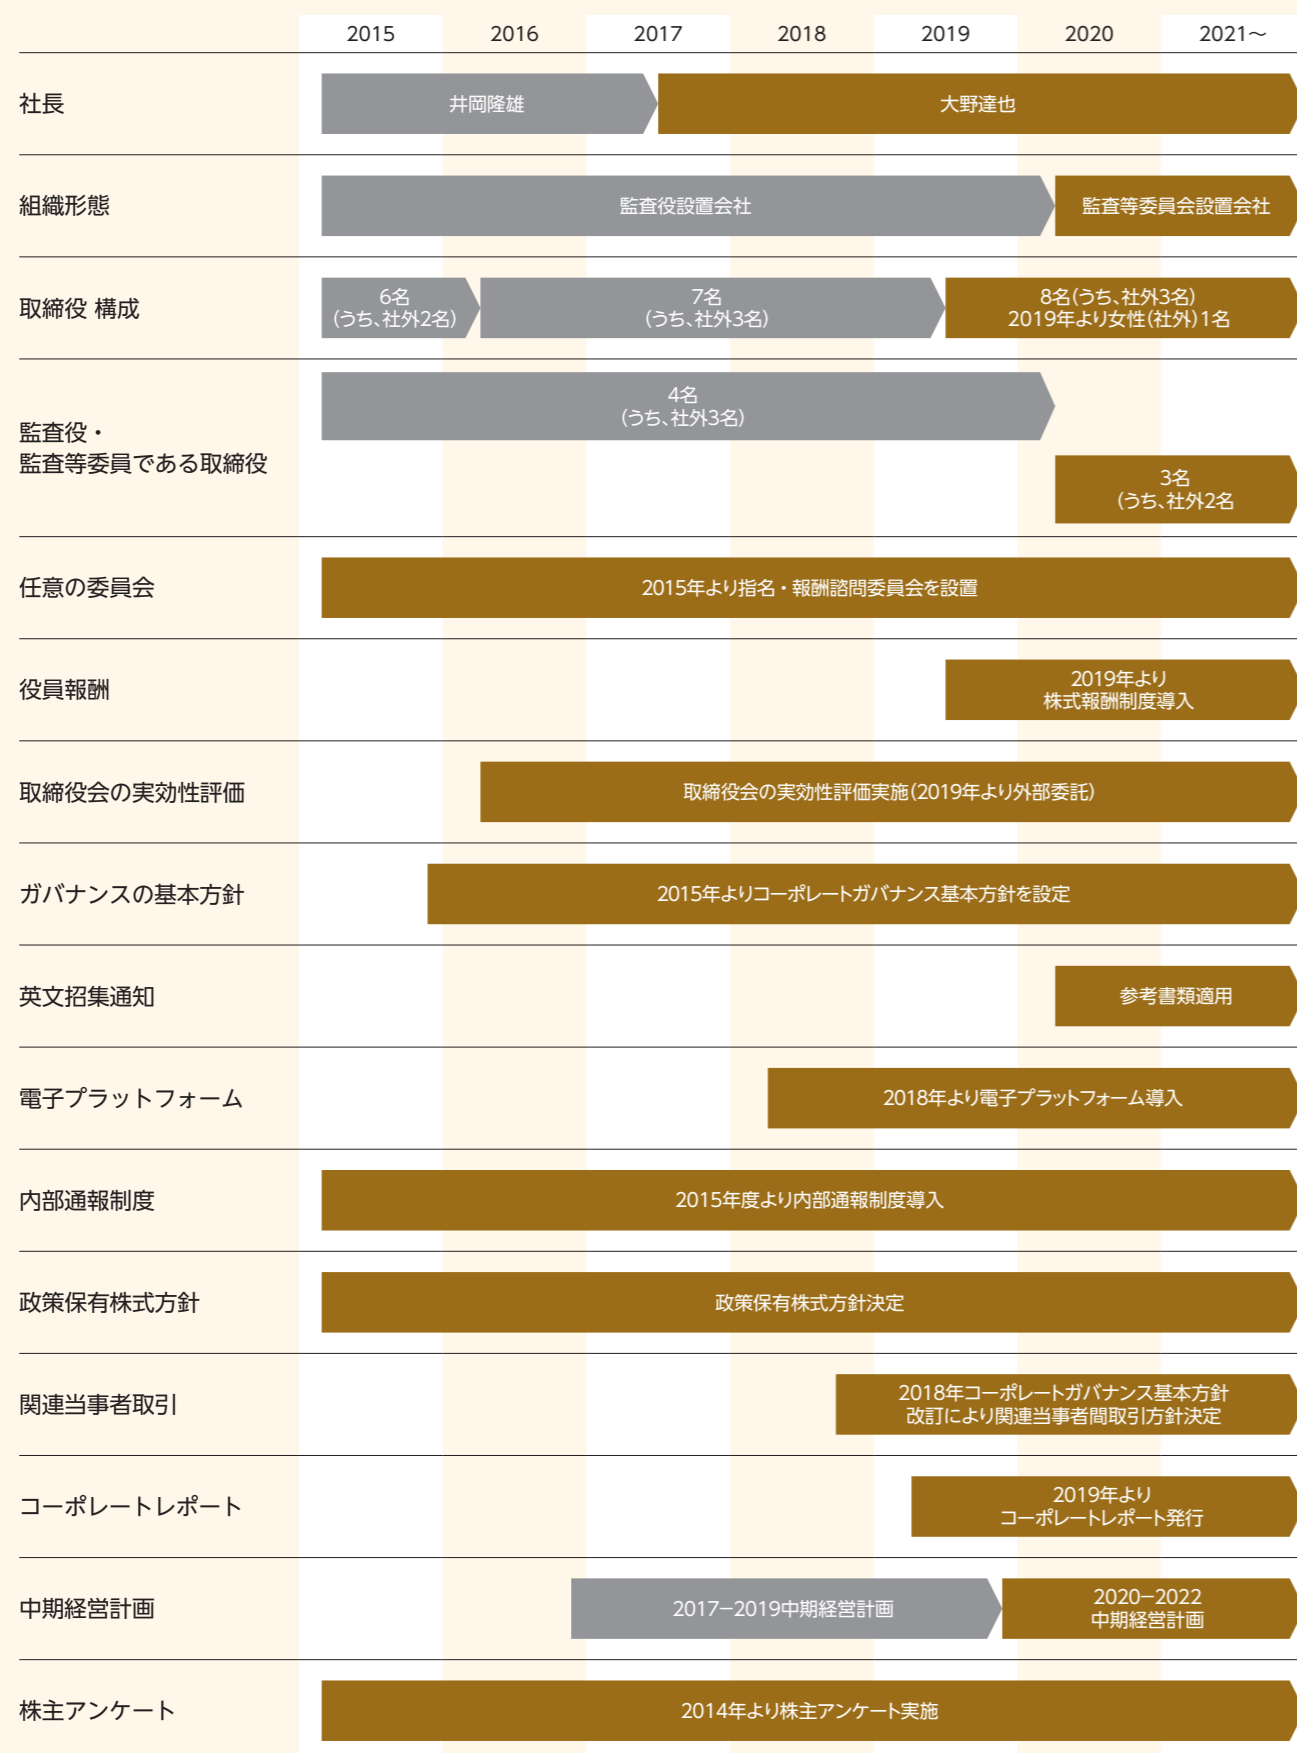 2015 2016 2017 2018 2019 2020 2021～
社長
井岡隆雄
大野達也
組織形態
監査役設置会社
監査等委員会設置会社
取締役 構成
6名
(うち、社外2名)
7名
(うち、社外3名)
8名(うち、社外3名)
2019年より女性(社外)1名
監査役・
監査等委員である取締役
4名
(うち、社外3名)
3名
(うち、社外2名
任意の委員会
2015年より指名・報酬諮問委員会を設置
役員報酬
2019年より
株式報酬制度導入
取締役会の実効性評価
取締役会の実効性評価実施(2019年より外部委託)
ガバナンスの基本方針
2015年よりコーポレートガバナンス基本方針を設定
英文招集通知
参考書類適用
電子プラットフォーム
2018年より電子プラットフォーム導入
内部通報制度
2015年度より内部通報制度導入
政策保有株式方針
政策保有株式方針決定
関連当事者取引
2018年コーポレートガバナンス基本方針
改訂により関連当事者間取引方針決定
コーポレートレポート
2019年より
コーポレートレポート発行
中期経営計画
2017−2019中期経営計画
2020−2022
中期経営計画
株主アンケート
2014年より株主アンケート実施